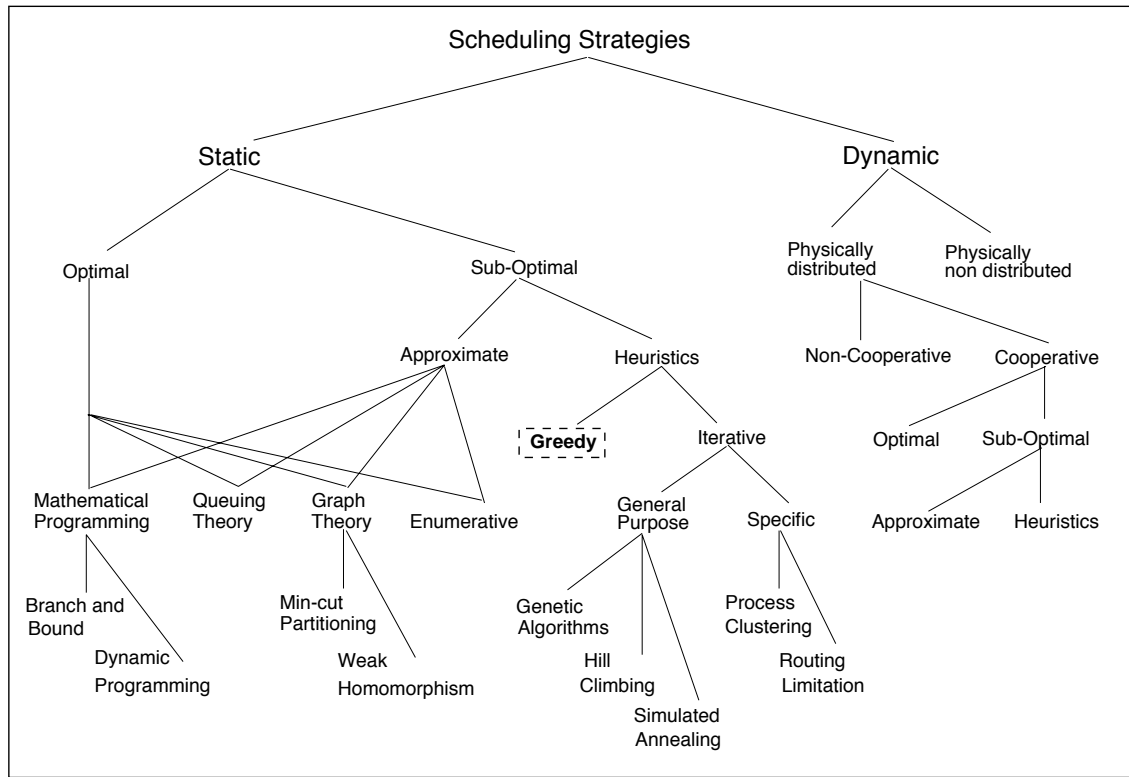 Scheduling Strategies
Static
Dynamic
Optimal
Sub-Optimal
Physically
distributed
Physically
non distributed
Approximate
Heuristics
Non-Cooperative
Cooperative
Greedy
Iterative
Optimal
Sub-Optimal
Mathematical
Programming
Queuing
Theory
Graph
Theory
Enumerative
General
Purpose
Specific
Approximate
Heuristics
Branch and
Bound
Dynamic
Programming
Min-cut
Partitioning
Weak
Homomorphism
Genetic
Algorithms
Hill
Climbing
Simulated
Annealing
Process
Clustering
Routing
Limitation